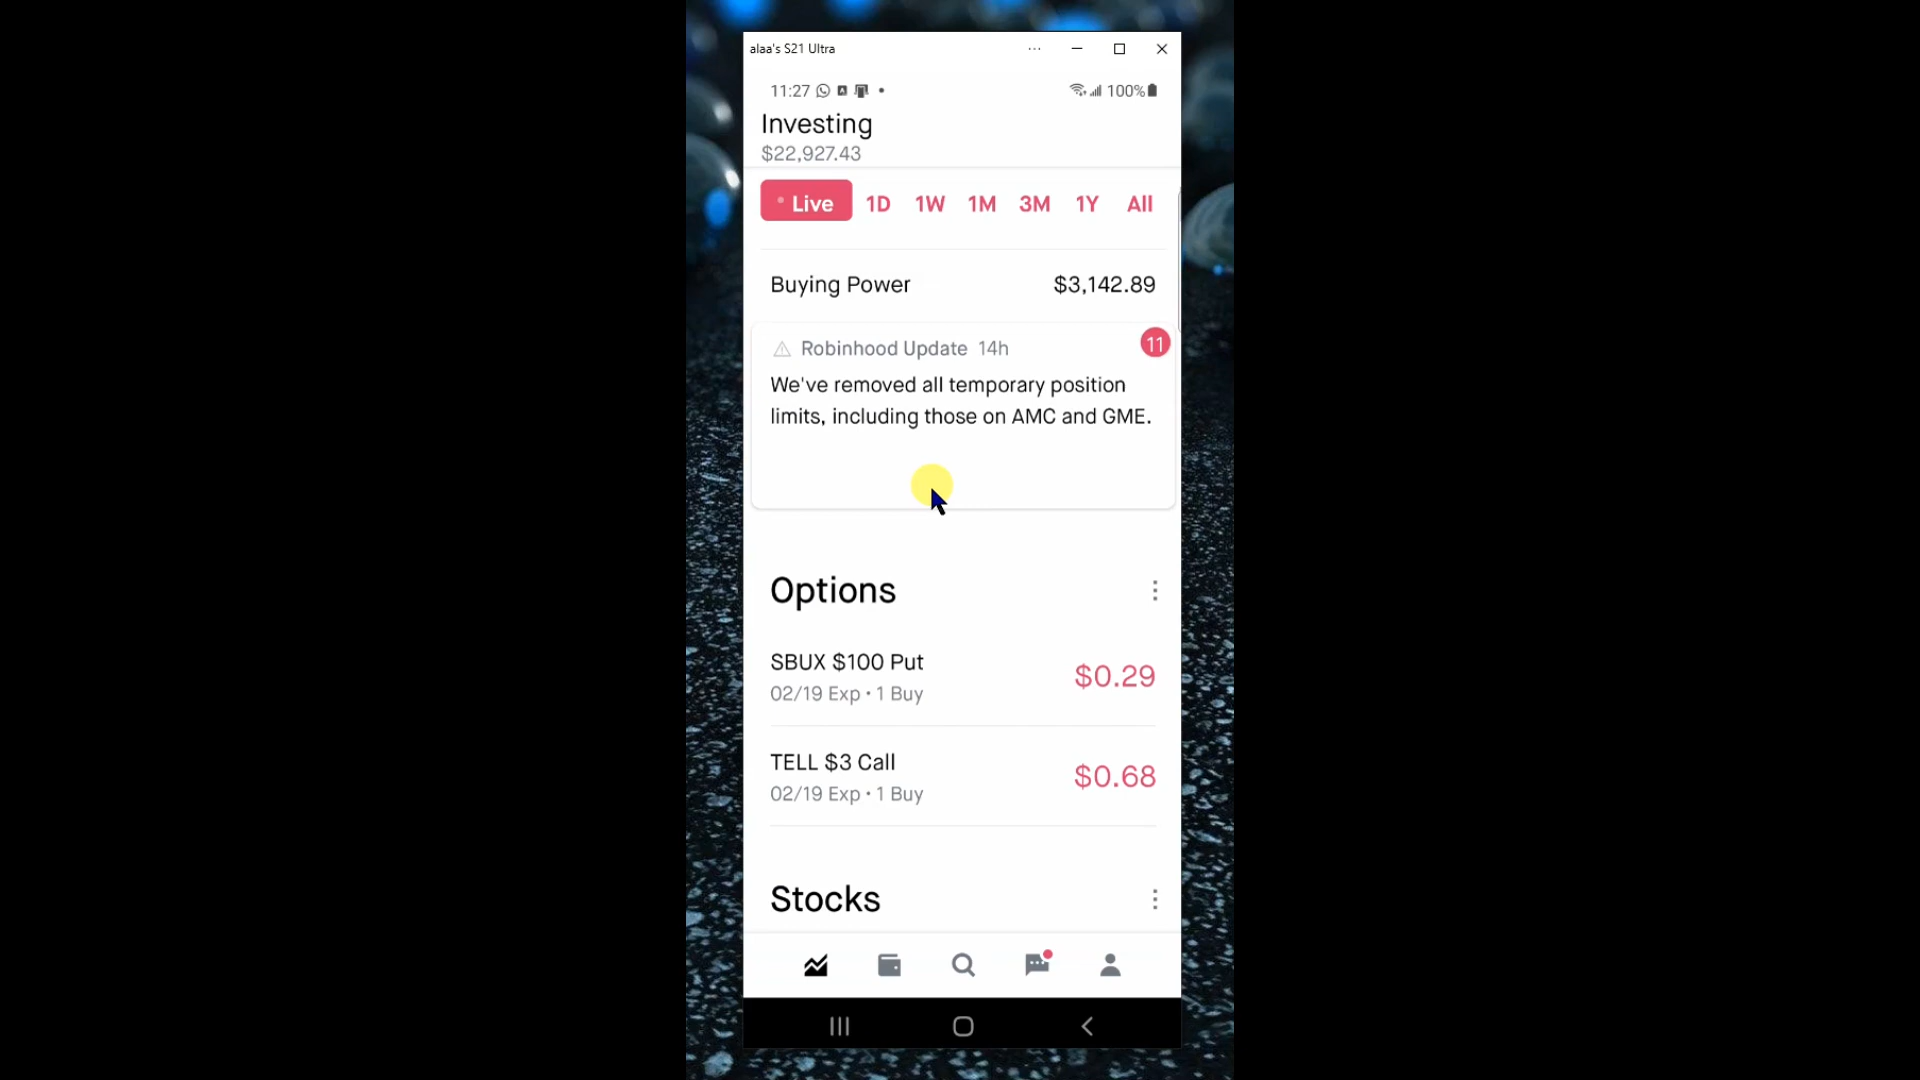 alaa's S21 Ultra
11:27 100%
Investing
$22,927.43
Live 1D 1W 1M 3M 1Y All
Buying Power $3,142.89
Robinhood Update 14h 11
We've removed all temporary position
limits, including those on AMC and GME.
Options
SBUX $100 Put
$0.29
02/19 Exp • 1 Buy
TELL $3 Call
$0.68
02/19 Exp • 1 Buy
Stocks